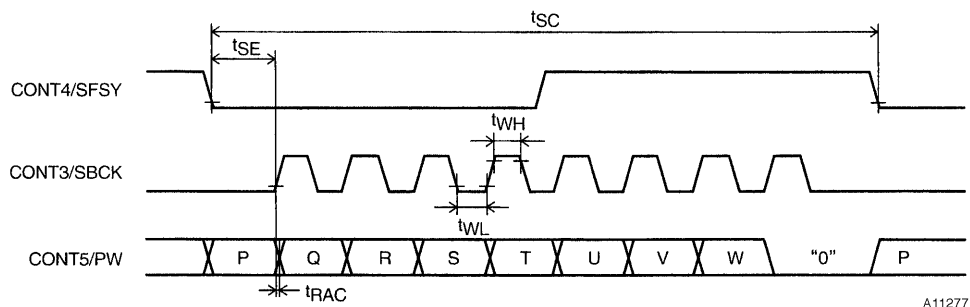 tSC
tSE
CONT4/SFSY
tWH
CONT3/SBCK
tWL
CONT5/PW P Q R S T U V W "0" P
tRAC
A11277